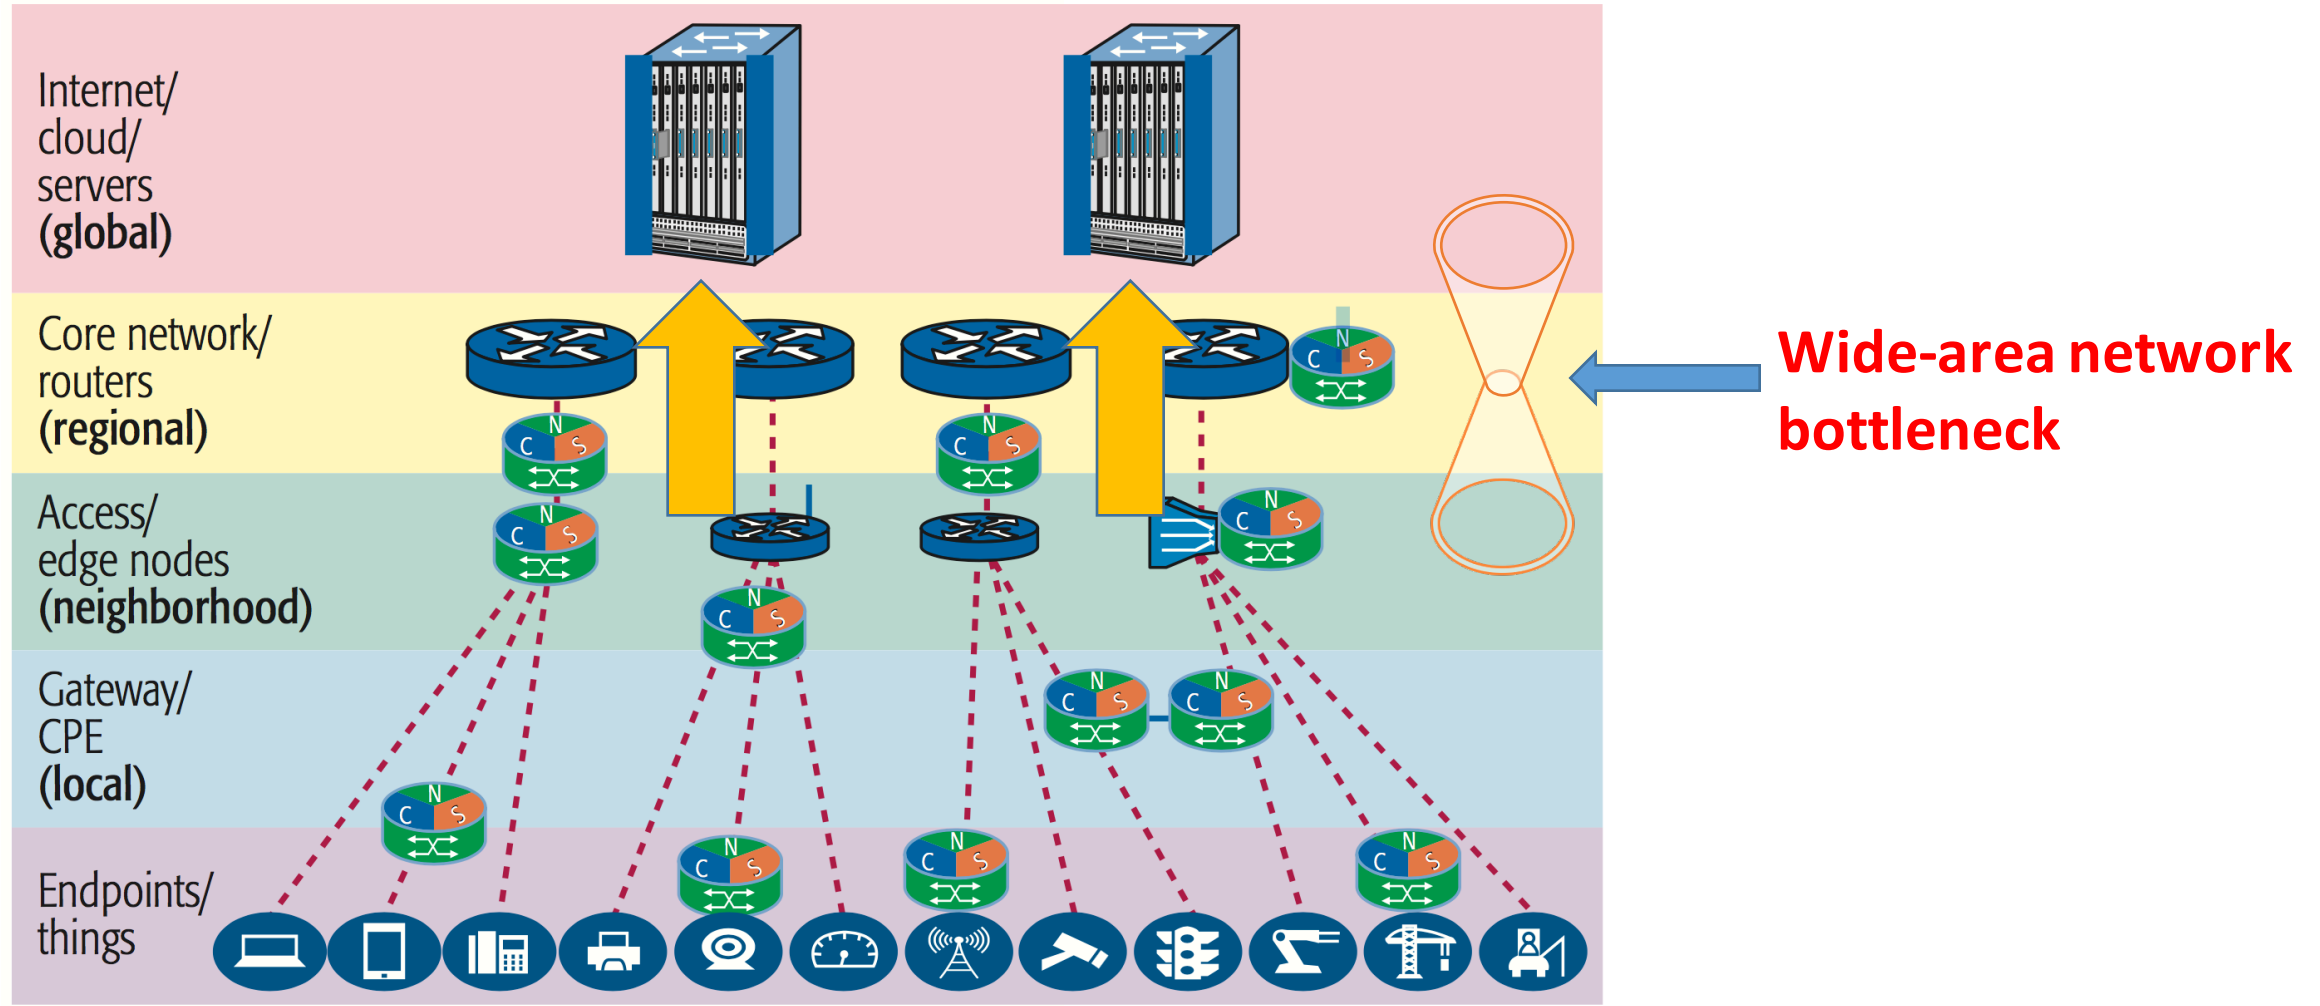 Internet/
cloud/
servers
(global)
Core network/
routers
(regional)
N
C S
N
C S
N
C S
Wide-area network
bottleneck
Access/
edge nodes
(neighborhood)
N
C S
N
C S
N
C S
Gateway/
CPE
(local)
N
C S
N
C S
N
C S
Endpoints/
things
N
C S
N
C S
N
C S